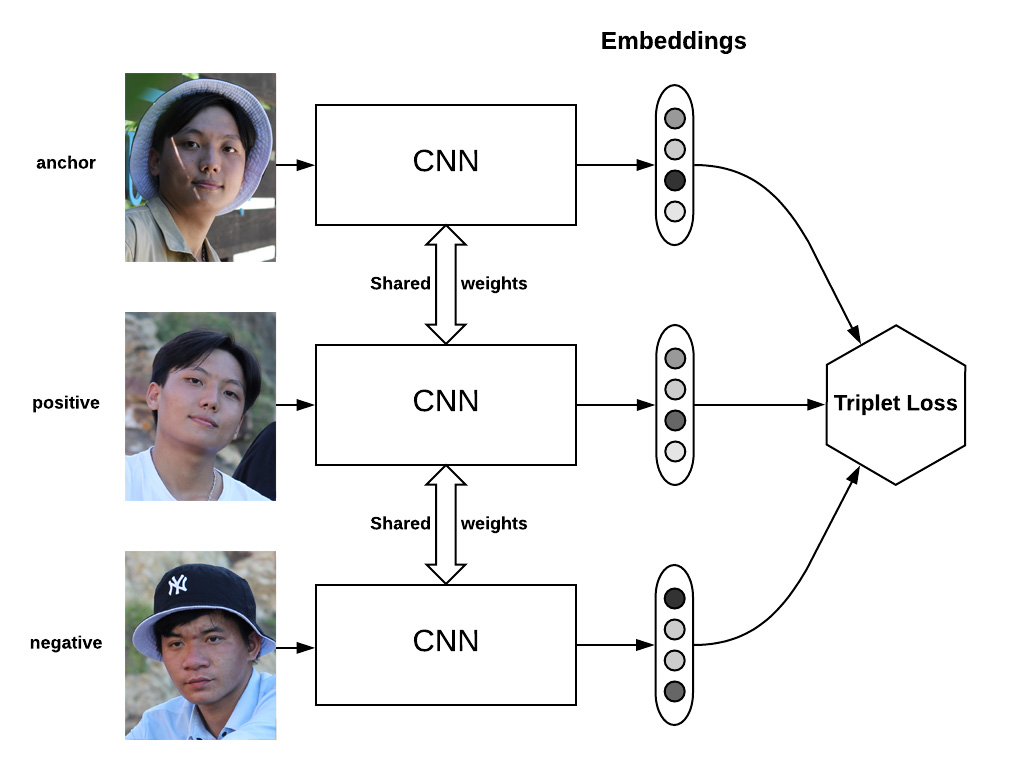 Embeddings
anchor
CNN
Shared weights
positive
CNN
Triplet Loss
Shared weights
NY
negative
CNN